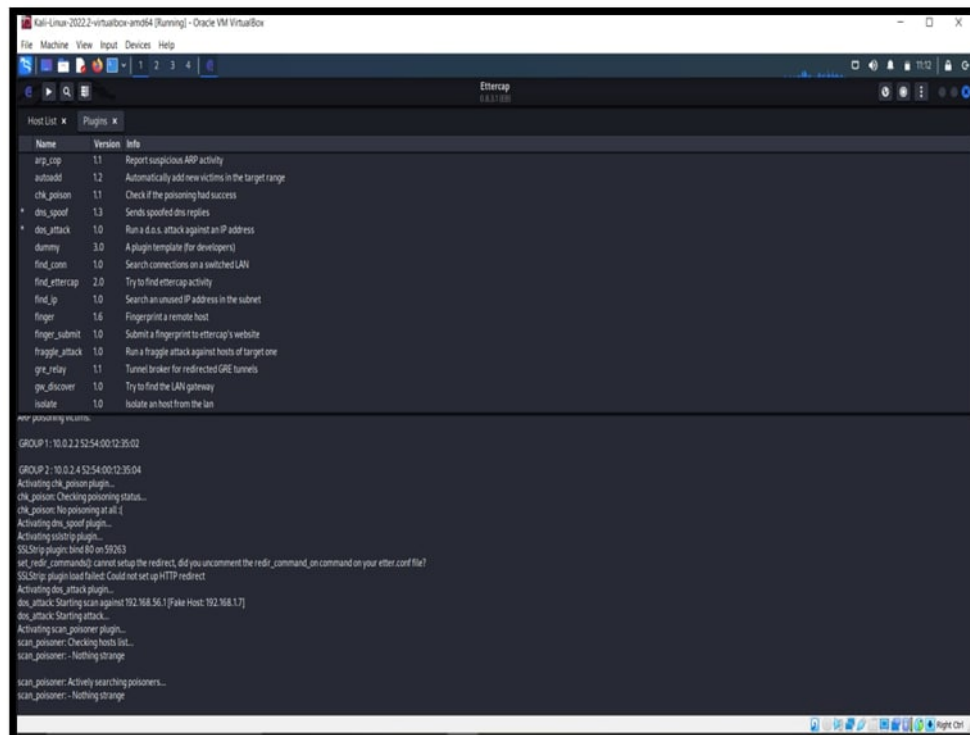 Kali-Linux-2022.2-virtualbox-amd64 [Running] - Oracle VM VirtualBox
File Machine View Input Devices Help
1 2 3 4
11:12
Ettercap
0.8.3.1 (EB)
Host List x Plugins x
Name Version Info
arp_cop 1.1 Report suspicious ARP activity
autoadd 1.2 Automatically add new victims in the target range
chk_poison 1.1 Check if the poisoning had success
* dns_spoof 1.3 Sends spoofed dns replies
* dos_attack 1.0 Run a d.o.s. attack against an IP address
dummy 3.0 A plugin template (for developers)
find_conn 1.0 Search connections on a switched LAN
find_ettercap 2.0 Try to find ettercap activity
find_ip 1.0 Search an unused IP address in the subnet
finger 1.6 Fingerprint a remote host
finger_submit 1.0 Submit a fingerprint to ettercap's website
fraggle_attack 1.0 Run a fraggle attack against hosts of target one
gre_relay 1.1 Tunnel broker for redirected GRE tunnels
gw_discover 1.0 Try to find the LAN gateway
isolate 1.0 Isolate an host from the lan
ARP poisoning victims:
GROUP 1 : 10.0.2.2 52:54:00:12:35:02
GROUP 2 : 10.0.2.4 52:54:00:12:35:04
Activating chk_poison plugin...
chk_poison: Checking poisoning status...
chk_poison: No poisoning at all :(
Activating dns_spoof plugin...
Activating sslstrip plugin...
SSLStrip plugin: bind 80 on 59263
set_redir_commands(): cannot setup the redirect, did you uncomment the redir_command_on command on your etter.conf file?
SSLStrip: plugin load failed: Could not set up HTTP redirect
Activating dos_attack plugin...
dos_attack: Starting scan against 192.168.56.1 [Fake Host: 192.168.1.7]
dos_attack: Starting attack...
Activating scan_poisoner plugin...
scan_poisoner: Checking hosts list...
scan_poisoner: - Nothing strange
scan_poisoner: Actively searching poisoners...
scan_poisoner: - Nothing strange
Right Ctrl